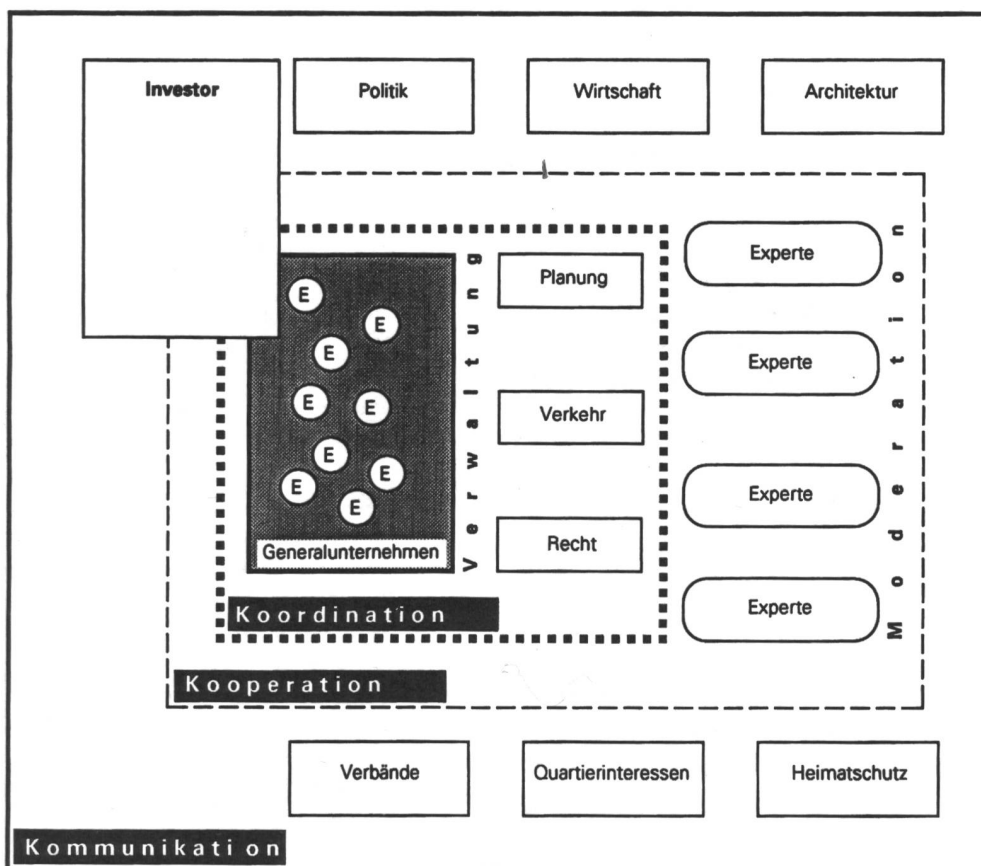 Investor
Politik
Wirtschaft
Architektur
E
E
E
E
E
E
E
E
E
Generalunternehmen
Verwaltung
Planung
Verkehr
Recht
Experte
Experte
Experte
Experte
Moderation
Koordination
Kooperation
Verbände
Quartierinteressen
Heimatschutz
Kommunikation